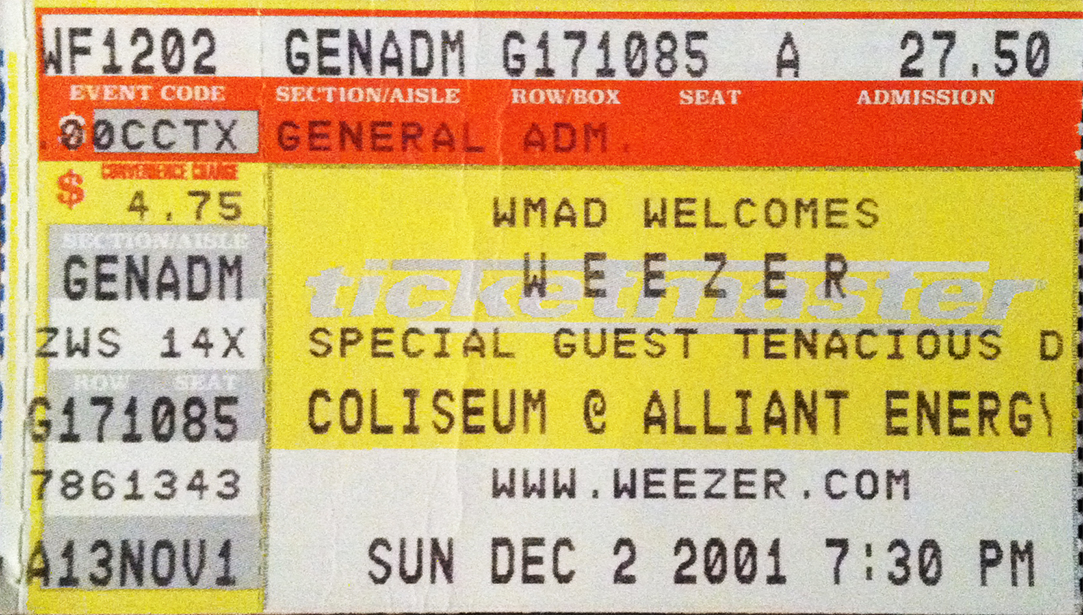 WF1202 GENADM G171085 A 27.50
EVENT CODE SECTION/AISLE ROW/BOX SEAT ADMISSION
.00CCTX GENERAL ADM.
$ CONVENIENCE CHARGE
4.75
SECTION/AISLE
GENADM
ZWS 14X
ROW SEAT
G171085
7861343
A13NOV1
WMAD WELCOMES
WEEZER
ticketmaster
SPECIAL GUEST TENACIOUS D
COLISEUM @ ALLIANT ENERGY
WWW.WEEZER.COM
SUN DEC 2 2001 7:30 PM